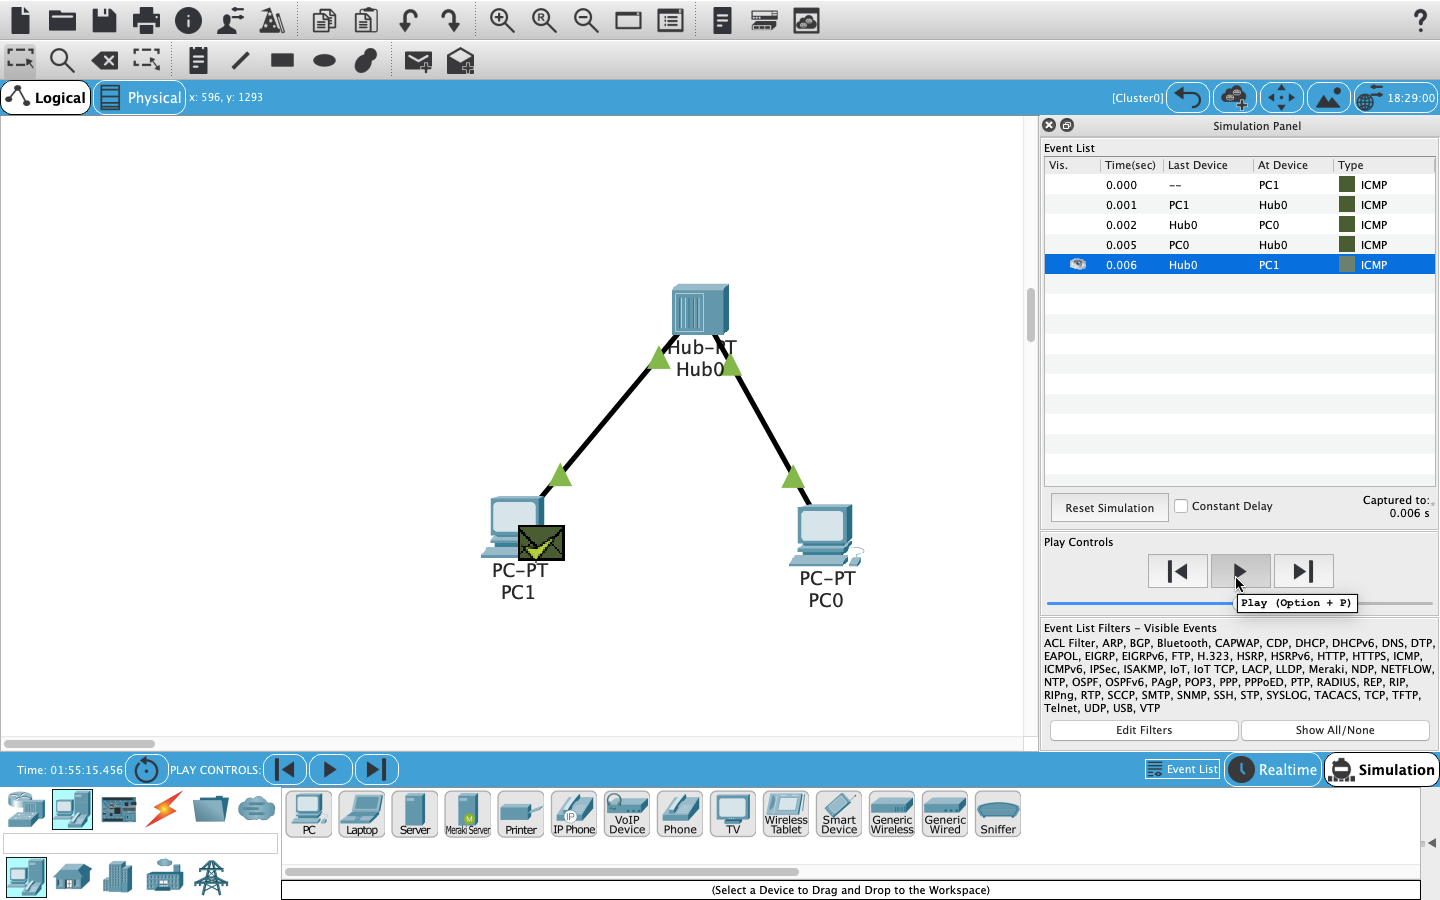 ?
Logical
Physical
x: 596, y: 1293
[Cluster0]
18:29:00
Simulation Panel
Event List
Vis. Time(sec) Last Device At Device Type
0.000 -- PC1 ICMP
0.001 PC1 Hub0 ICMP
0.002 Hub0 PC0 ICMP
0.005 PC0 Hub0 ICMP
0.006 Hub0 PC1 ICMP
Hub-PT
Hub0
PC-PT
PC1
PC-PT
PC0
Reset Simulation
Constant Delay
Captured to:
0.006 s
Play Controls
Play (Option + P)
Event List Filters - Visible Events
ACL Filter, ARP, BGP, Bluetooth, CAPWAP, CDP, DHCP, DHCPv6, DNS, DTP,
EAPOL, EIGRP, EIGRPv6, FTP, H.323, HSRP, HSRPv6, HTTP, HTTPS, ICMP,
ICMPv6, IPSec, ISAKMP, IoT, IoT TCP, LACP, LLDP, Meraki, NDP, NETFLOW,
NTP, OSPF, OSPFv6, PAgP, POP3, PPP, PPPoED, PTP, RADIUS, REP, RIP,
RIPng, RTP, SCCP, SMTP, SNMP, SSH, STP, SYSLOG, TACACS, TCP, TFTP,
Telnet, UDP, USB, VTP
Edit Filters
Show All/None
Time: 01:55:15.456
PLAY CONTROLS:
Event List
Realtime
Simulation
PC
Laptop
Server
Meraki Server
Printer
IP
IP Phone
VoIP
Device
Phone
TV
Wireless
Tablet
Smart
Device
Generic
Wireless
Generic
Wired
Sniffer
(Select a Device to Drag and Drop to the Workspace)